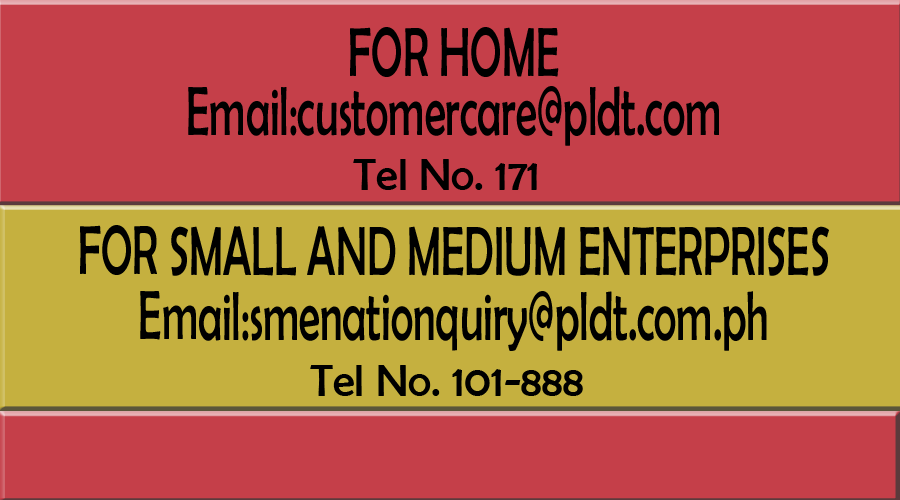 FOR HOME
Email:customercare@pldt.com
Tel No. 171
FOR SMALL AND MEDIUM ENTERPRISES
Email:smenationquiry@pldt.com.ph
Tel No. 101-888